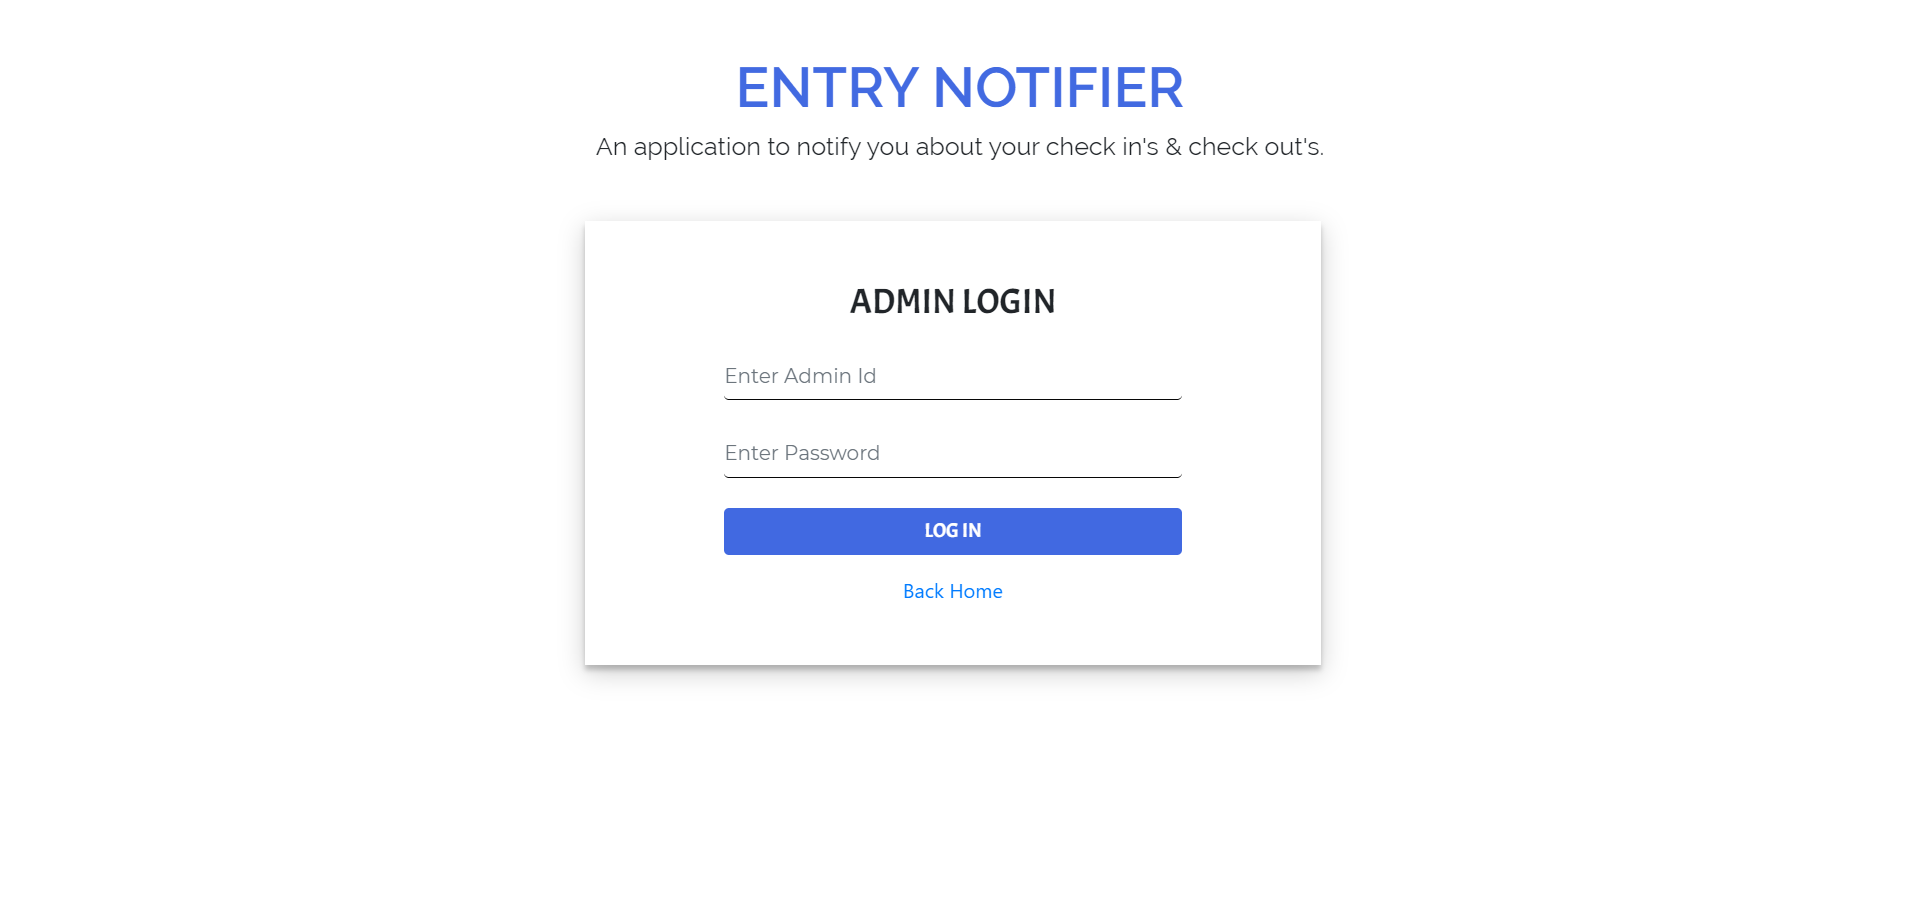 ENTRY NOTIFIER
An application to notify you about your check in's & check out's.
ADMIN LOGIN
Enter Admin Id
Enter Password
LOG IN
Back Home